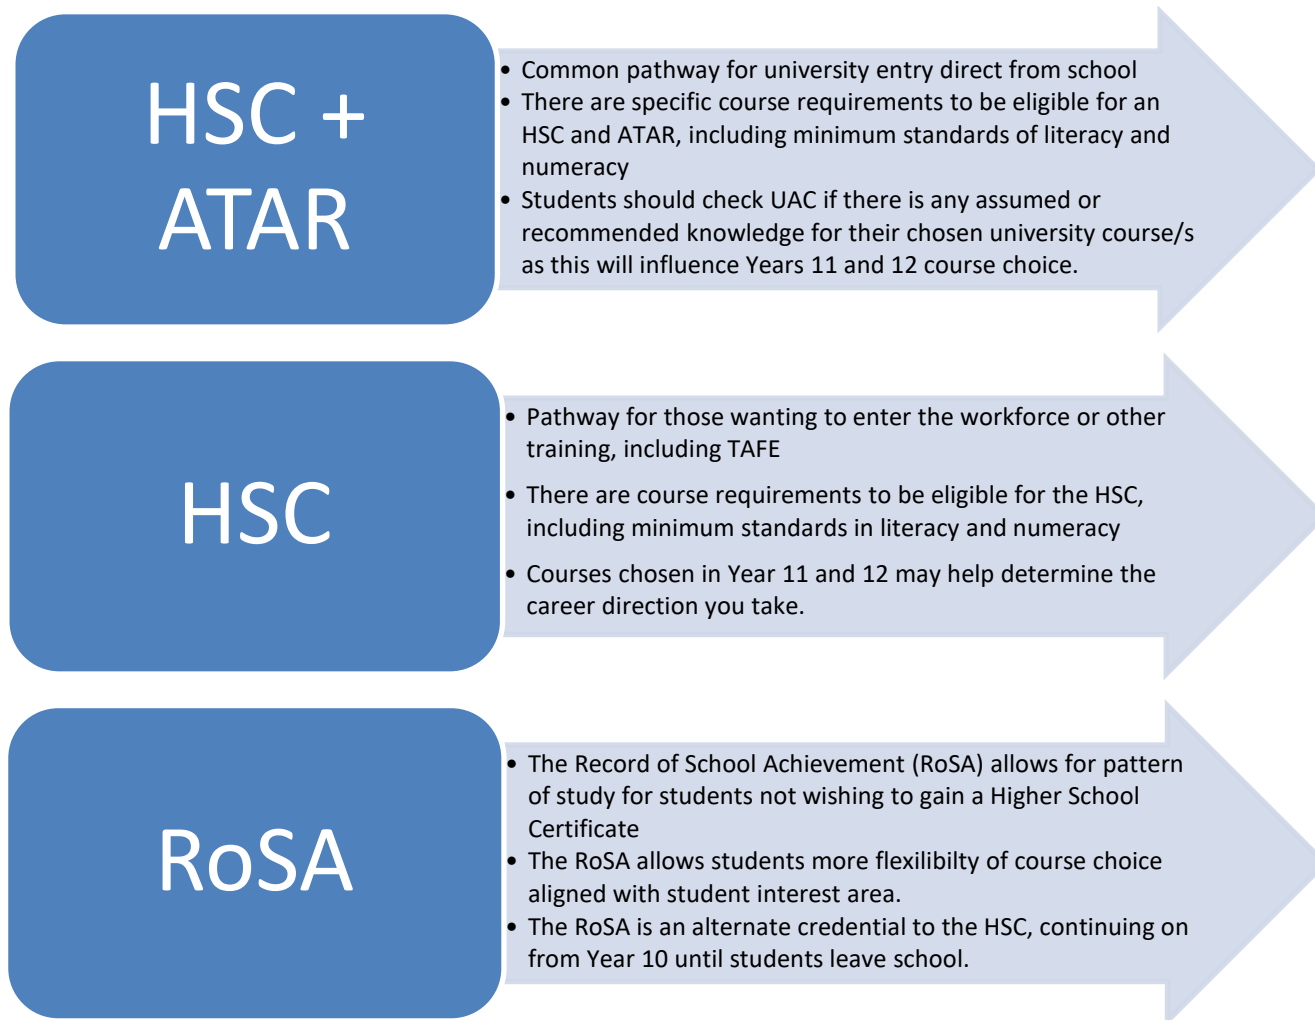 HSC +
ATAR
• Common pathway for university entry direct from school
• There are specific course requirements to be eligible for an
HSC and ATAR, including minimum standards of literacy and
numeracy
• Students should check UAC if there is any assumed or
recommended knowledge for their chosen university course/s
as this will influence Years 11 and 12 course choice.
HSC
• Pathway for those wanting to enter the workforce or other
training, including TAFE
• There are course requirements to be eligible for the HSC,
including minimum standards in literacy and numeracy
• Courses chosen in Year 11 and 12 may help determine the
career direction you take.
RoSA
• The Record of School Achievement (RoSA) allows for pattern
of study for students not wishing to gain a Higher School
Certificate
• The RoSA allows students more flexilibilty of course choice
aligned with student interest area.
• The RoSA is an alternate credential to the HSC, continuing on
from Year 10 until students leave school.